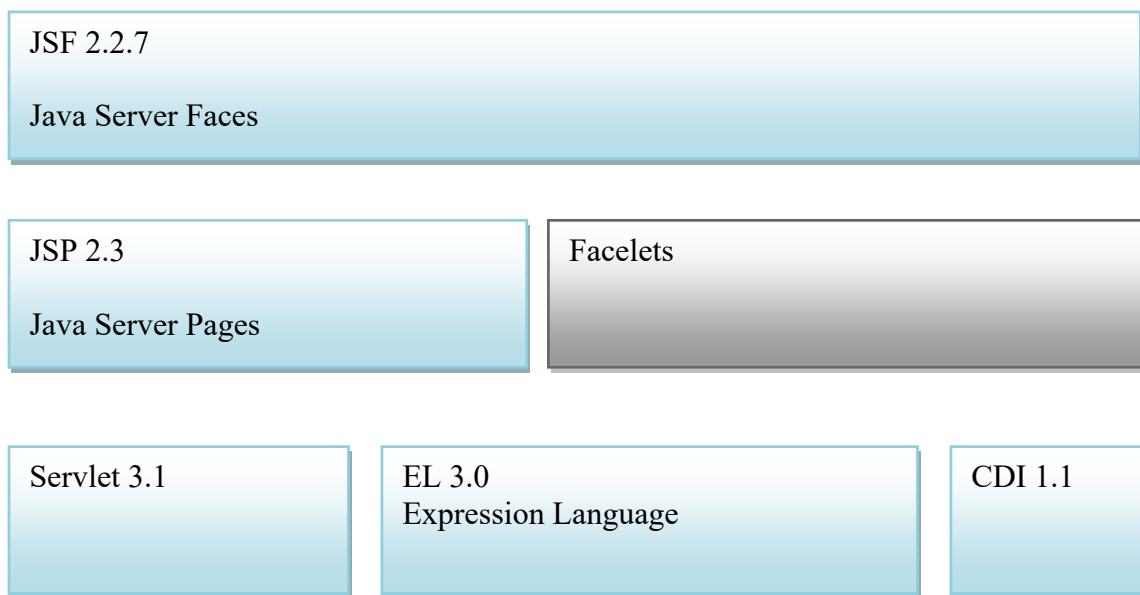 JSF 2.2.7
Java Server Faces
JSP 2.3
Java Server Pages
Facelets
Servlet 3.1
EL 3.0
Expression Language
CDI 1.1